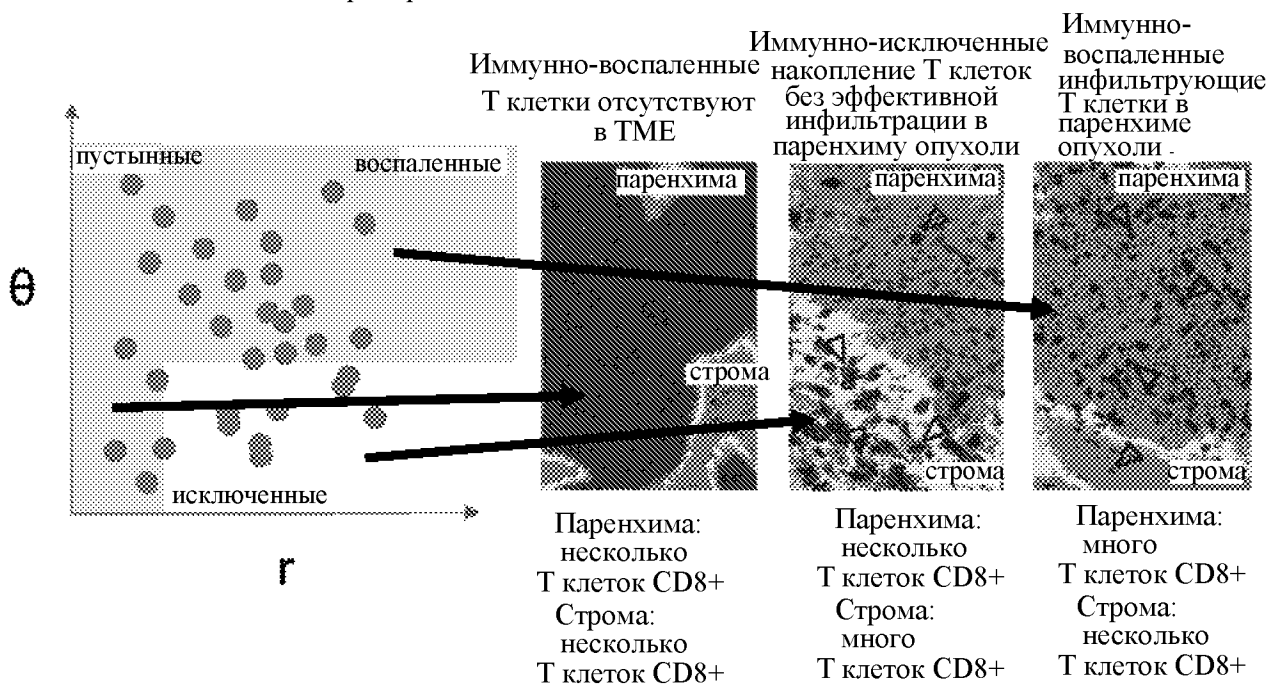 Иммунно-воспаленные
Т клетки отсутствуют
в ТМЕ
Иммунно-исключенные
накопление Т клеток
без эффективной
инфильтрации в
паренхиму опухоли
Иммунно-
воспаленные
инфильтрующие
Т клетки в
паренхиме
опухоли
пустынные
воспаленные
исключенные
θ
r
паренхима
строма
паренхима
строма
паренхима
строма
Паренхима:
несколько
Т клеток CD8+
Строма:
несколько
Т клеток CD8+
Паренхима:
несколько
Т клеток CD8+
Строма:
много
Т клеток CD8+
Паренхима:
много
Т клеток CD8+
Строма:
несколько
Т клеток CD8+